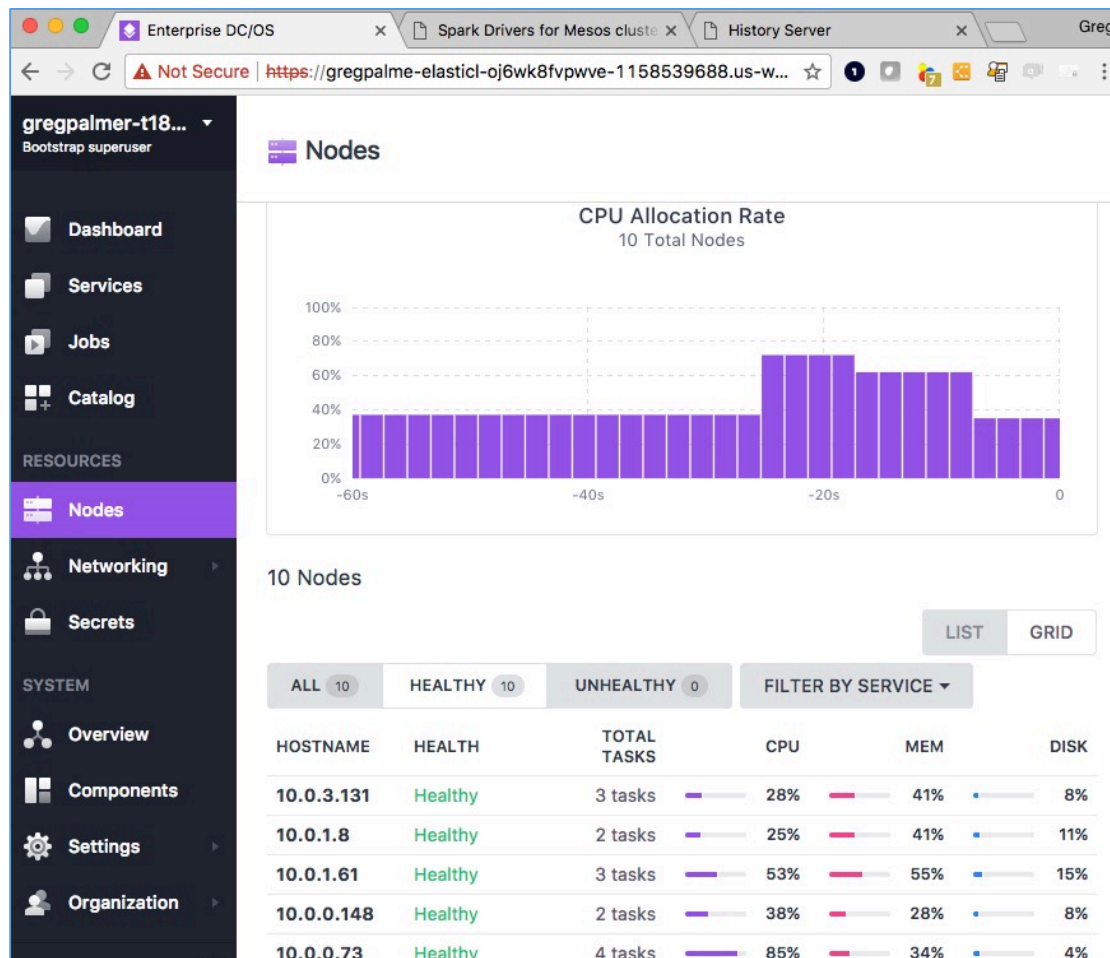 Enterprise DC/OS
Spark Drivers for Mesos cluste
History Server
Greg
Not Secure | https://gregpalme-elasticl-oj6wk8fvpwve-1158539688.us-w...
1
7
gregpalmer-t18...
Bootstrap superuser
Dashboard
Services
Jobs
Catalog
RESOURCES
Nodes
Networking
Secrets
SYSTEM
Overview
Components
Settings
Organization
Nodes
CPU Allocation Rate
10 Total Nodes
100%
80%
60%
40%
20%
0%
-60s -40s -20s 0
10 Nodes
LIST GRID
ALL 10 HEALTHY 10 UNHEALTHY 0 FILTER BY SERVICE
HOSTNAME HEALTH TOTAL TASKS CPU MEM DISK
10.0.3.131 Healthy 3 tasks 28% 41% 8%
10.0.1.8 Healthy 2 tasks 25% 41% 11%
10.0.1.61 Healthy 3 tasks 53% 55% 15%
10.0.0.148 Healthy 2 tasks 38% 28% 8%
10.0.0.73 Healthy 4 tasks 85% 34% 4%